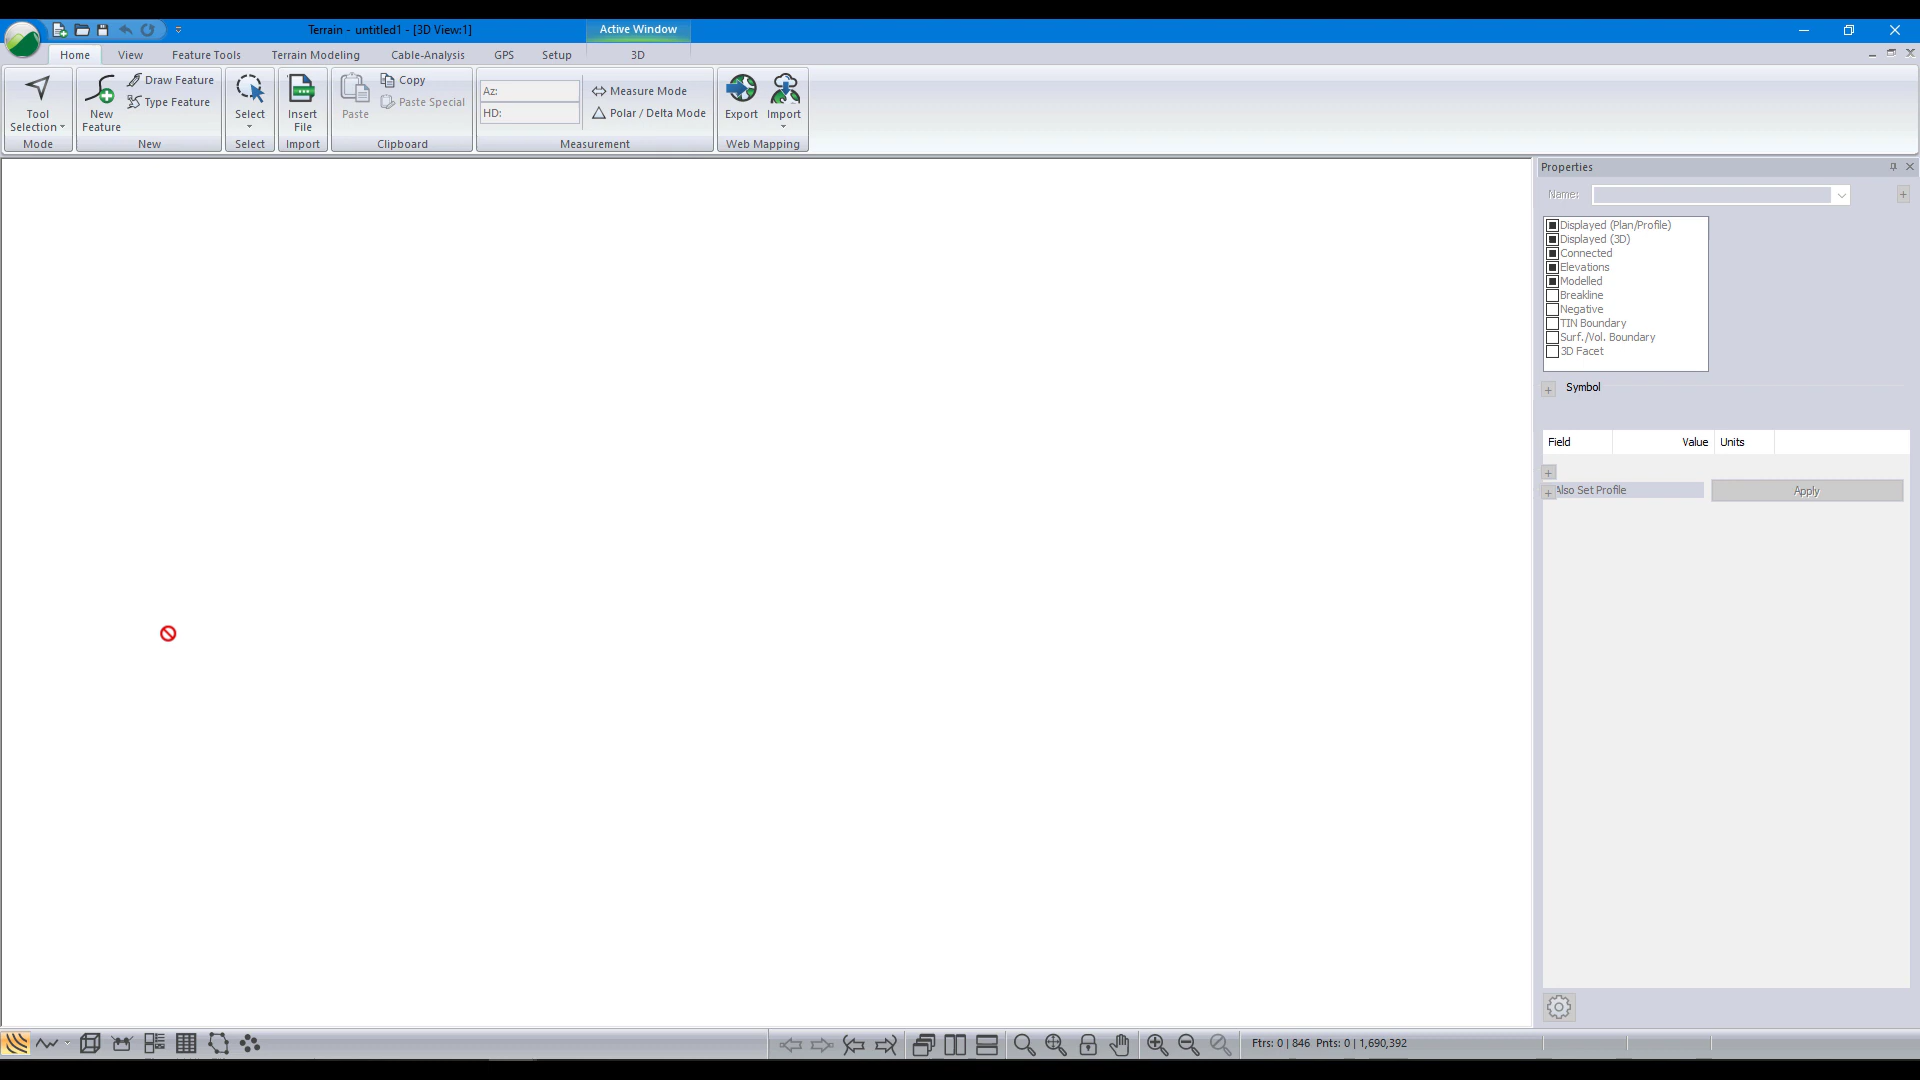 Terrain - untitled1 - [3D View:1]
Active Window
Home
View
Feature Tools
Terrain Modeling
Cable-Analysis
GPS
Setup
3D
Tool
Selection
Mode
New
Feature
Draw Feature
Type Feature
New
Select
Select
Insert
File
Import
Paste
Copy
Paste Special
Clipboard
Az:
HD:
Measure Mode
Polar / Delta Mode
Measurement
Export
Import
Web Mapping
Properties
Name:
Displayed (Plan/Profile)
Displayed (3D)
Connected
Elevations
Modelled
Breakline
Negative
TIN Boundary
Surf./Vol. Boundary
3D Facet
Symbol
Field Value Units
Also Set Profile
Apply
Ftrs: 0 | 846 Pnts: 0 | 1,690,392